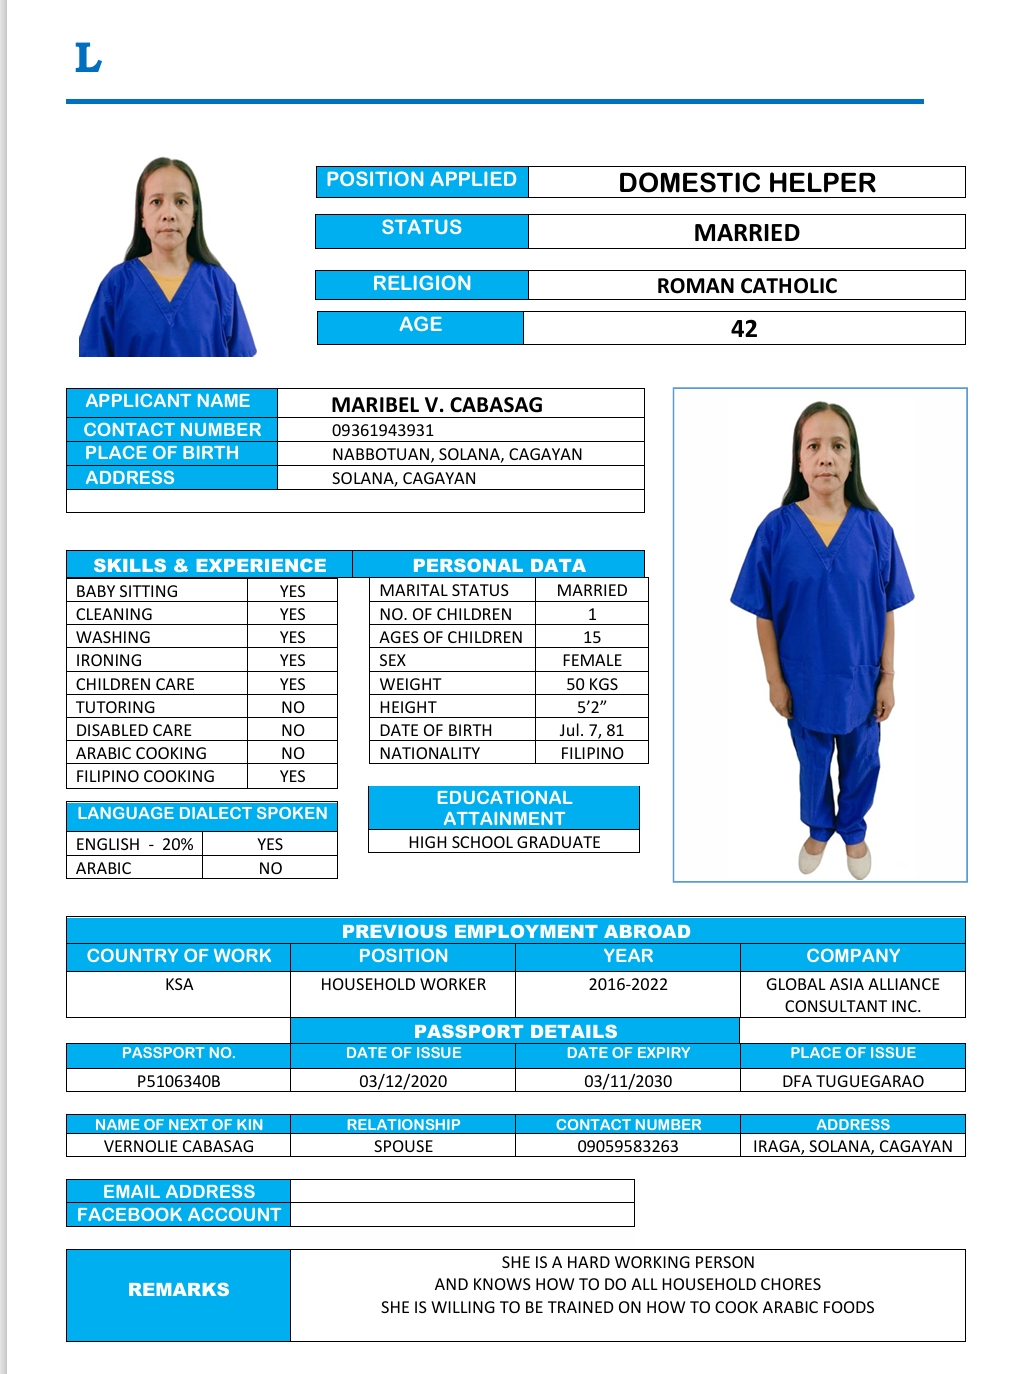 L
POSITION APPLIED DOMESTIC HELPER
STATUS MARRIED
RELIGION ROMAN CATHOLIC
AGE 42
APPLICANT NAME MARIBEL V. CABASAG
CONTACT NUMBER 09361943931
PLACE OF BIRTH NABBOTUAN, SOLANA, CAGAYAN
ADDRESS SOLANA, CAGAYAN
SKILLS & EXPERIENCE
BABY SITTING YES
CLEANING YES
WASHING YES
IRONING YES
CHILDREN CARE YES
TUTORING NO
DISABLED CARE NO
ARABIC COOKING NO
FILIPINO COOKING YES
LANGUAGE DIALECT SPOKEN
ENGLISH - 20% YES
ARABIC NO
PERSONAL DATA
MARITAL STATUS MARRIED
NO. OF CHILDREN 1
AGES OF CHILDREN 15
SEX FEMALE
WEIGHT 50 KGS
HEIGHT 5’2”
DATE OF BIRTH Jul. 7, 81
NATIONALITY FILIPINO
EDUCATIONAL
ATTAINMENT
HIGH SCHOOL GRADUATE
PREVIOUS EMPLOYMENT ABROAD
COUNTRY OF WORK POSITION YEAR COMPANY
KSA HOUSEHOLD WORKER 2016-2022 GLOBAL ASIA ALLIANCE
CONSULTANT INC.
PASSPORT DETAILS
PASSPORT NO. DATE OF ISSUE DATE OF EXPIRY PLACE OF ISSUE
P5106340B 03/12/2020 03/11/2030 DFA TUGUEGARAO
NAME OF NEXT OF KIN RELATIONSHIP CONTACT NUMBER ADDRESS
VERNOLIE CABASAG SPOUSE 09059583263 IRAGA, SOLANA, CAGAYAN
EMAIL ADDRESS
FACEBOOK ACCOUNT
REMARKS
SHE IS A HARD WORKING PERSON
AND KNOWS HOW TO DO ALL HOUSEHOLD CHORES
SHE IS WILLING TO BE TRAINED ON HOW TO COOK ARABIC FOODS